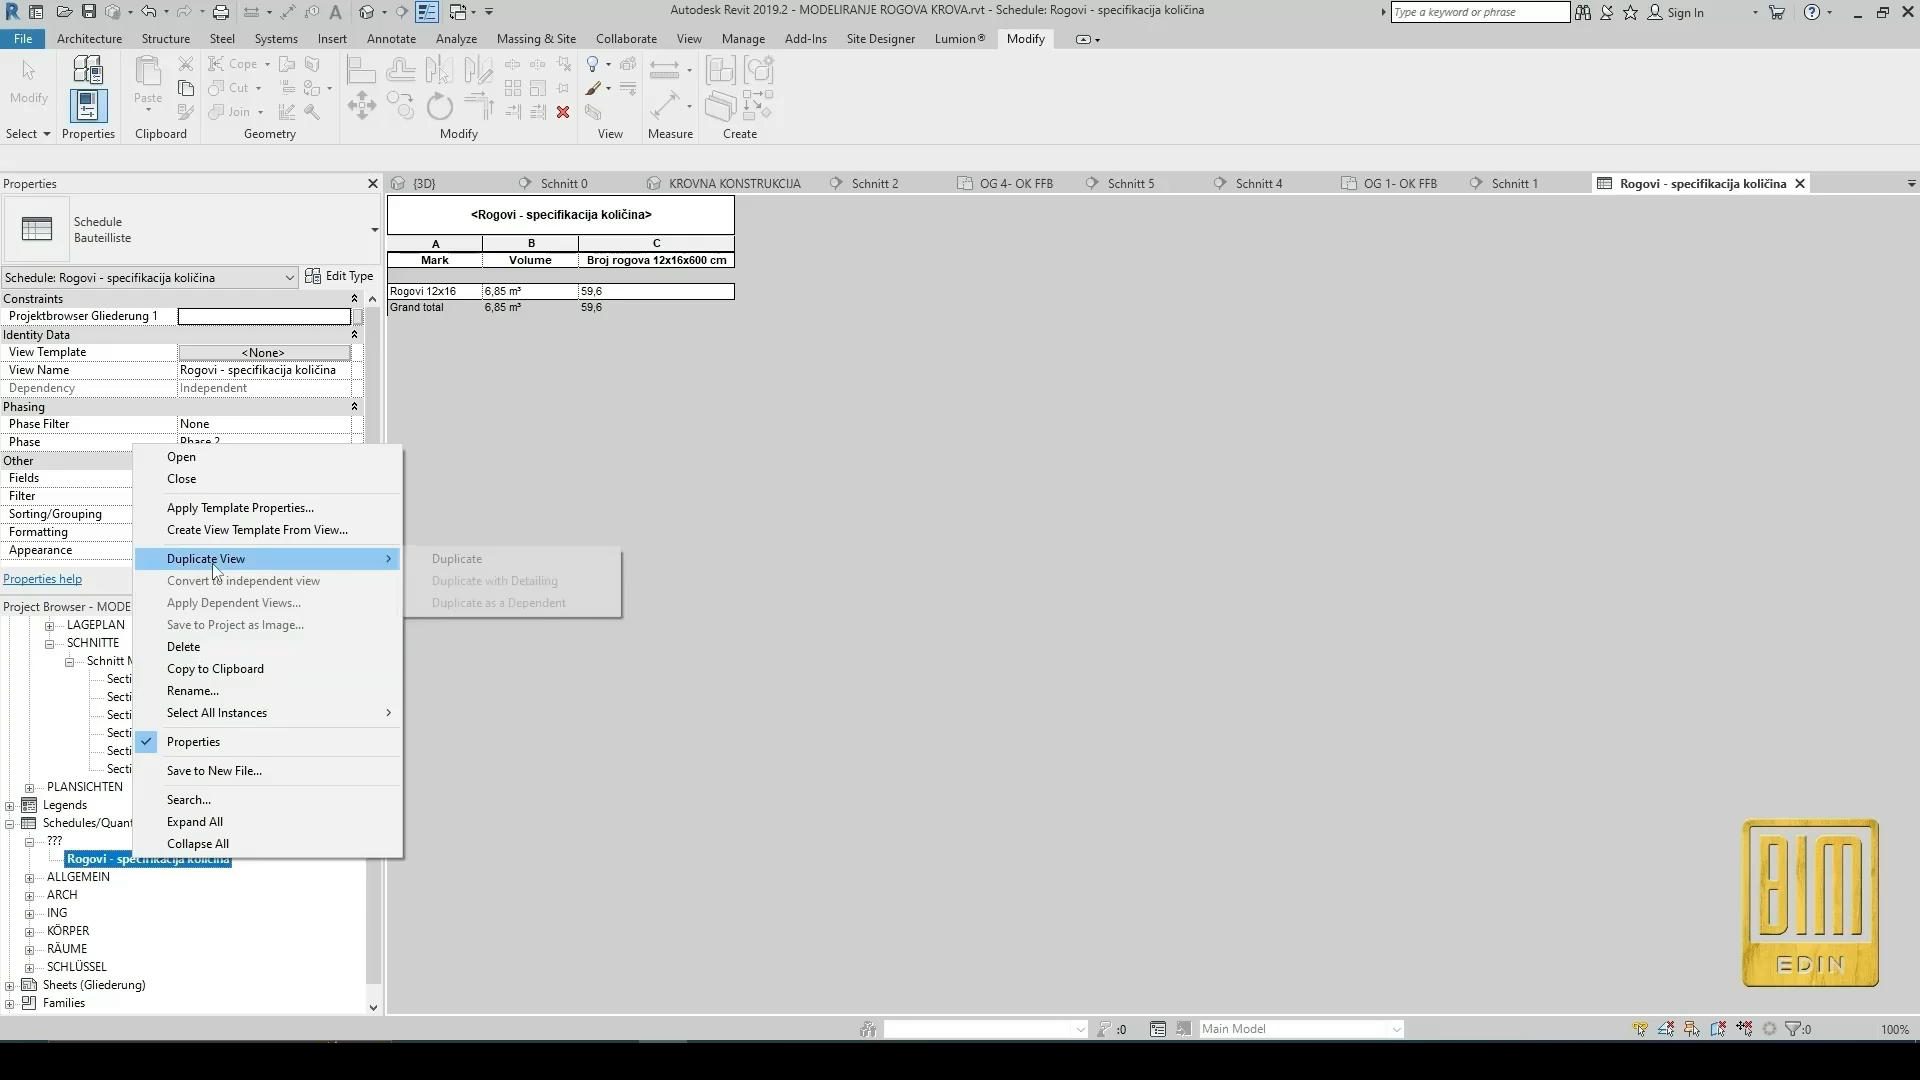 Autodesk Revit 2019.2 - MODELIRANJE ROGOVA KROVA.rvt - Schedule: Rogovi - specifikacija količina
Type a keyword or phrase
Sign In
File Architecture Structure Steel Systems Insert Annotate Analyze Massing & Site Collaborate View Manage Add-Ins Site Designer Lumion® Modify
Modify
Paste
Cope
Cut
Join
Select Properties Clipboard Geometry Modify View Measure Create
Properties
{3D} Schnitt 0 KROVNA KONSTRUKCIJA Schnitt 2 OG 4- OK FFB Schnitt 5 Schnitt 4 OG 1- OK FFB Schnitt 1 Rogovi - specifikacija količina
Schedule
Bauteilliste
Schedule: Rogovi - specifikacija količina
Edit Type
Constraints
Projektbrowser Gliederung 1
Identity Data
View Template <None>
View Name Rogovi - specifikacija količina
Dependency Independent
Phasing
Phase Filter None
Phase Phase 2
Other
Fields
Filter
Sorting/Grouping
Formatting
Appearance
Properties help
<Rogovi - specifikacija količina>
A B C
Mark Volume Broj rogova 12x16x600 cm
Rogovi 12x16 6,85 m³ 59,6
Grand total 6,85 m³ 59,6
Open
Close
Apply Template Properties...
Create View Template From View...
Duplicate View
Convert to independent view
Apply Dependent Views...
Save to Project as Image...
Delete
Copy to Clipboard
Rename...
Select All Instances
Properties
Save to New File...
Search...
Expand All
Collapse All
Duplicate
Duplicate with Detailing
Duplicate as a Dependent
Project Browser - MODE
LAGEPLAN
SCHNITTE
Schnitt M
Secti
Secti
Secti
Secti
Secti
Secti
PLANSICHTEN
Legends
Schedules/Quant
???
Rogovi - specifikacija količina
ALLGEMEIN
ARCH
ING
KÖRPER
RÄUME
SCHLÜSSEL
Sheets (Gliederung)
Families
BIM
EDIN
:0
Main Model
:0
100%